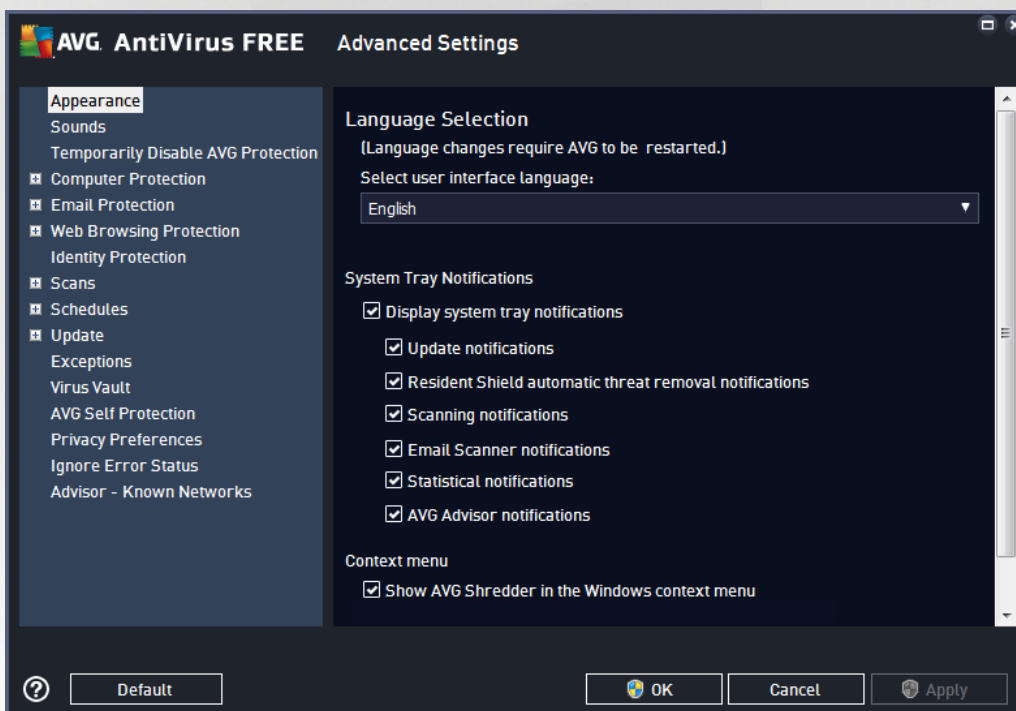 AVG. AntiVirus FREE Advanced Settings
Appearance
Sounds
Temporarily Disable AVG Protection
Computer Protection
Email Protection
Web Browsing Protection
Identity Protection
Scans
Schedules
Update
Exceptions
Virus Vault
AVG Self Protection
Privacy Preferences
Ignore Error Status
Advisor - Known Networks
Language Selection
(Language changes require AVG to be restarted.)
Select user interface language:
English
System Tray Notifications
Display system tray notifications
Update notifications
Resident Shield automatic threat removal notifications
Scanning notifications
Email Scanner notifications
Statistical notifications
AVG Advisor notifications
Context menu
Show AVG Shredder in the Windows context menu
? Default OK Cancel Apply